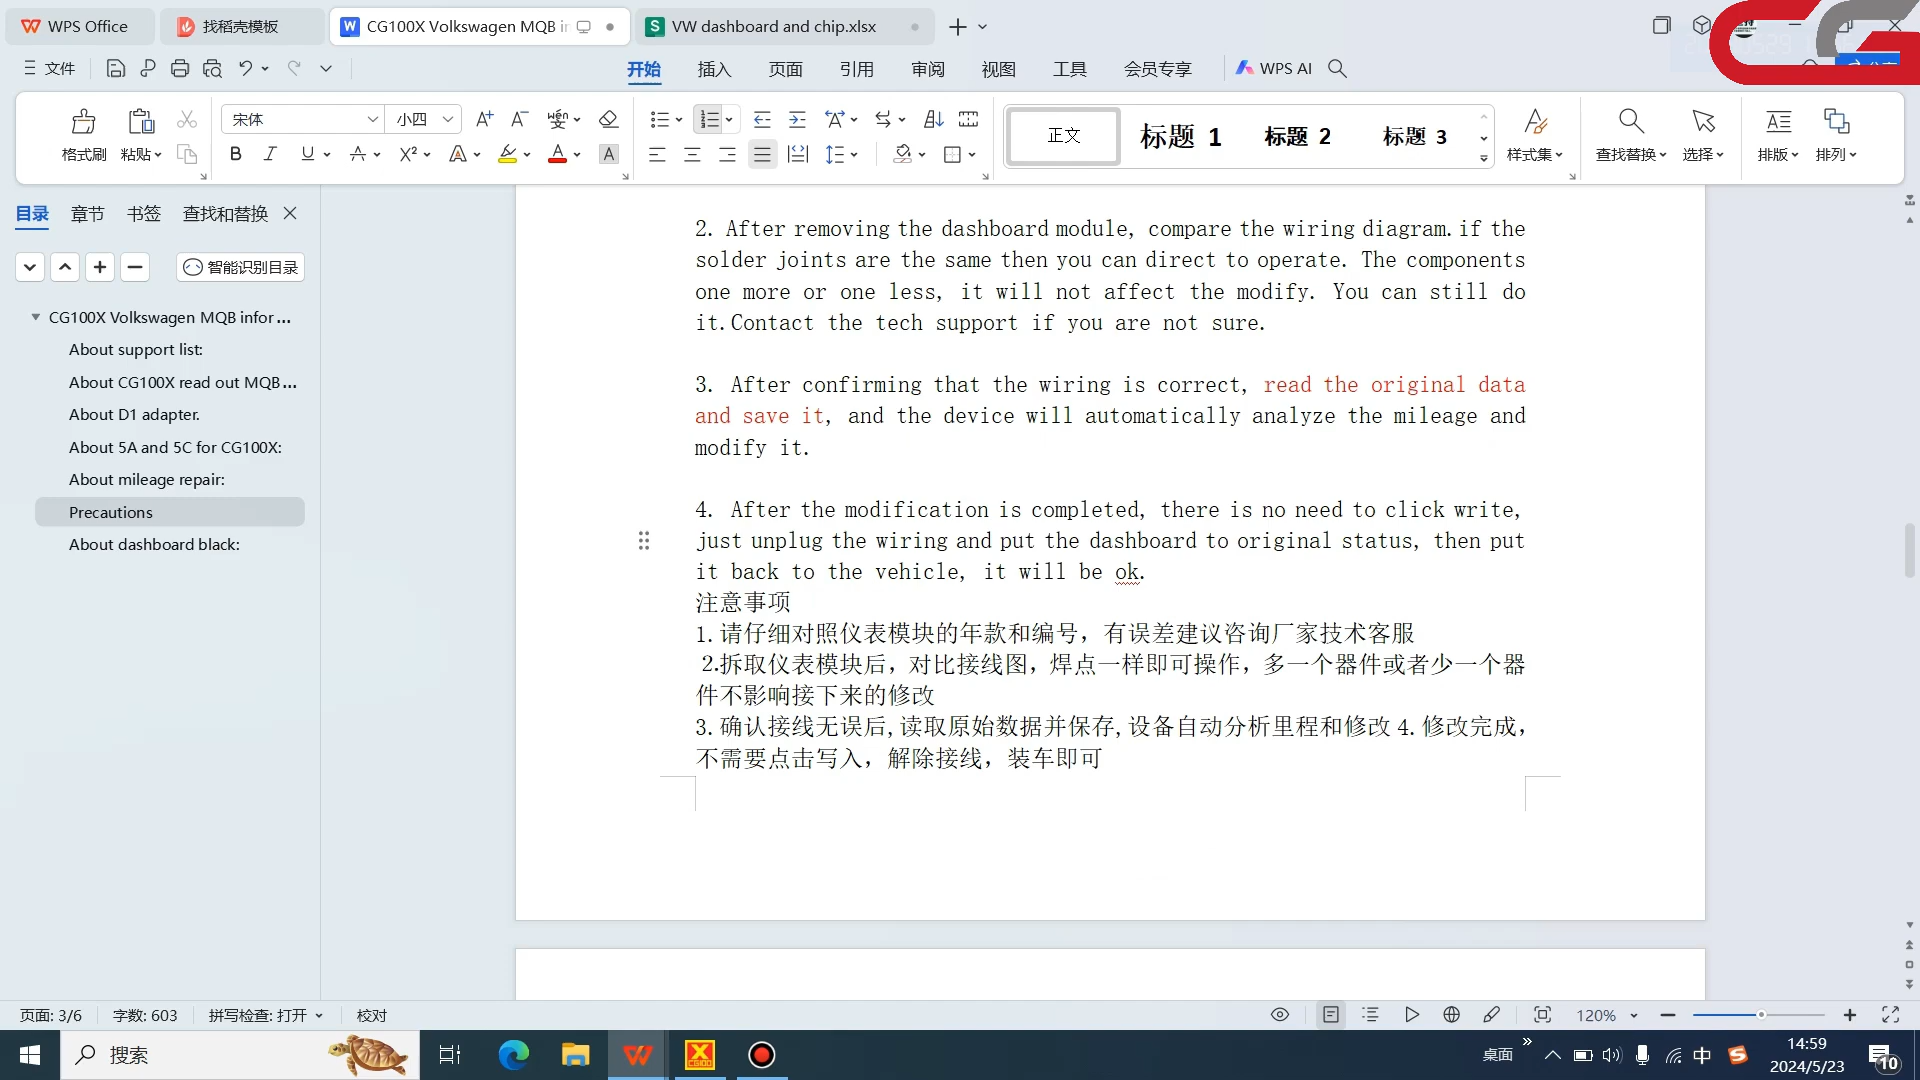 WPS Office
找稻壳模板
CG100X Volkswagen MQB in
VW dashboard and chip.xlsx
文件
开始
插入
页面
引用
审阅
视图
工具
会员专享
WPS AI
宋体
小四
格式刷
粘贴
正文
标题 1
标题 2
标题 3
样式集
查找替换
选择
排版
排列
目录
章节
书签
查找和替换
智能识别目录
CG100X Volkswagen MQB infor...
About support list:
About CG100X read out MQB...
About D1 adapter.
About 5A and 5C for CG100X:
About mileage repair:
Precautions
About dashboard black:
2. After removing the dashboard module, compare the wiring diagram.if the
solder joints are the same then you can direct to operate. The components
one more or one less, it will not affect the modify. You can still do
it.Contact the tech support if you are not sure.
3. After confirming that the wiring is correct, read the original data
and save it, and the device will automatically analyze the mileage and
modify it.
4. After the modification is completed, there is no need to click write,
just unplug the wiring and put the dashboard to original status, then put
it back to the vehicle, it will be ok.
注意事项
1.请仔细对照仪表模块的年款和编号，有误差建议咨询厂家技术客服
2.拆取仪表模块后，对比接线图，焊点一样即可操作，多一个器件或者少一个器
件不影响接下来的修改
3.确认接线无误后,读取原始数据并保存,设备自动分析里程和修改 4.修改完成，
不需要点击写入，解除接线，装车即可
页面: 3/6
字数: 603
拼写检查: 打开
校对
120%
搜索
CG100
桌面
中
14:59
2024/5/23
10
CG